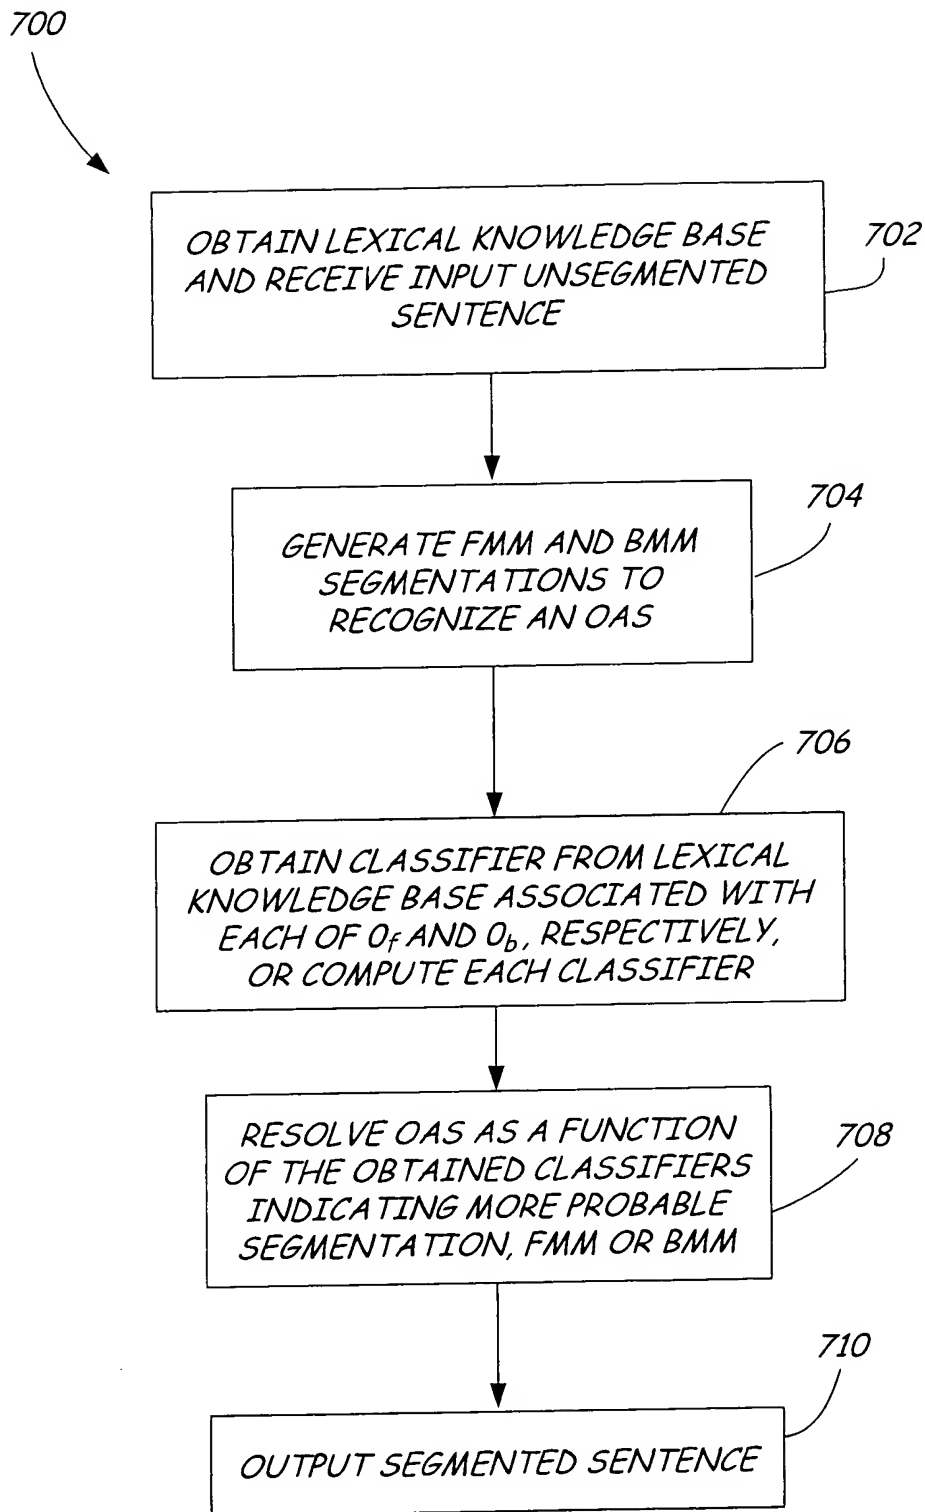 700
OBTAIN LEXICAL KNOWLEDGE BASE
AND RECEIVE INPUT UNSEGMENTED
SENTENCE
702
GENERATE FMM AND BMM
SEGMENTATIONS TO
RECOGNIZE AN OAS
704
706
OBTAIN CLASSIFIER FROM LEXICAL
KNOWLEDGE BASE ASSOCIATED WITH
EACH OF O_f AND O_b, RESPECTIVELY,
OR COMPUTE EACH CLASSIFIER
RESOLVE OAS AS A FUNCTION
OF THE OBTAINED CLASSIFIERS
INDICATING MORE PROBABLE
SEGMENTATION, FMM OR BMM
708
710
OUTPUT SEGMENTED SENTENCE